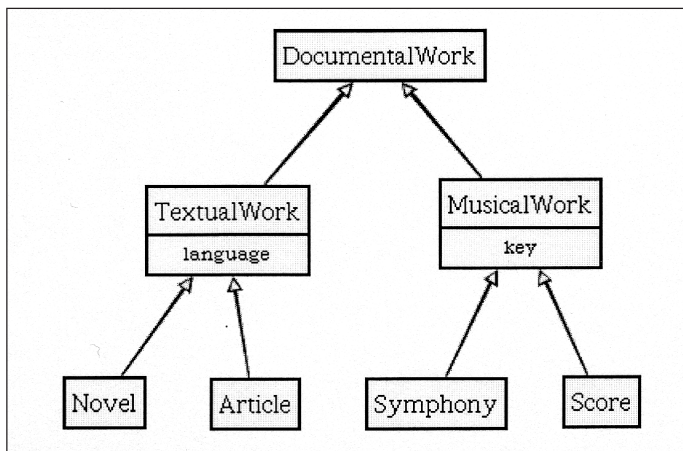 DocumentalWork
TextualWork
language
MusicalWork
key
Novel
Article
Symphony
Score